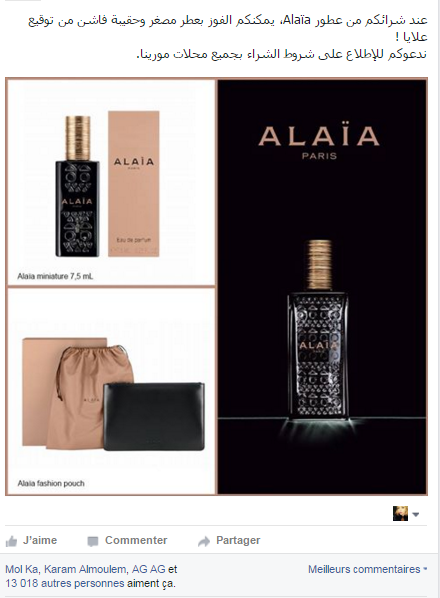 عند شرائكم من عطور Alaïa، يمكنكم الفوز بعطر مصغر وحقيبة فاشن من توقيع
علايا !
ندعوكم للإطلاع على شروط الشراء بجميع محلات مورينا.
ALAÏA
PARIS
Eau de parfum
ALAÏA
Alaia miniature 7,5 mL
ALAÏA
PARIS
ALAÏA
ALAÏA
Alaia fashion pouch
J'aime
Commenter
Partager
Mol Ka, Karam Almoulem, AG AG et
13 018 autres personnes aiment ça.
Meilleurs commentaires